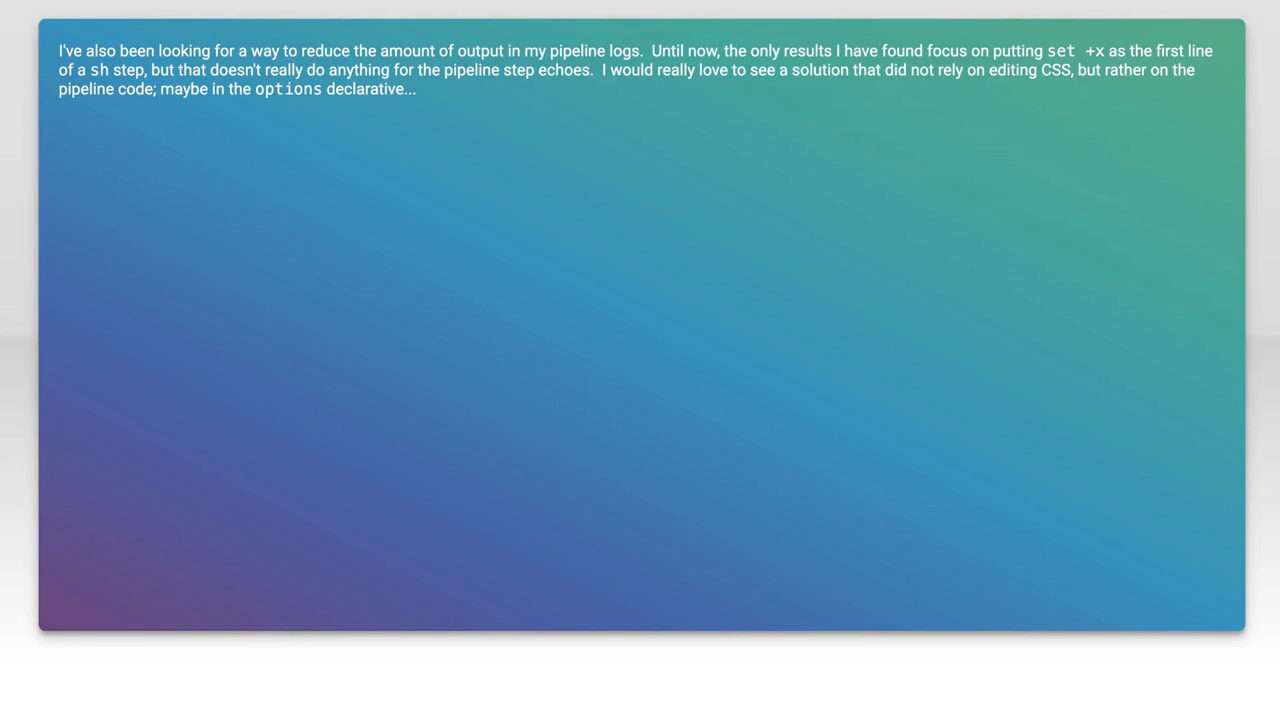 I've also been looking for a way to reduce the amount of output in my pipeline logs.  Until now, the only results I have found focus on putting set +x as the first line
of a sh step, but that doesn't really do anything for the pipeline step echoes.  I would really love to see a solution that did not rely on editing CSS, but rather on the
pipeline code; maybe in the options declarative...